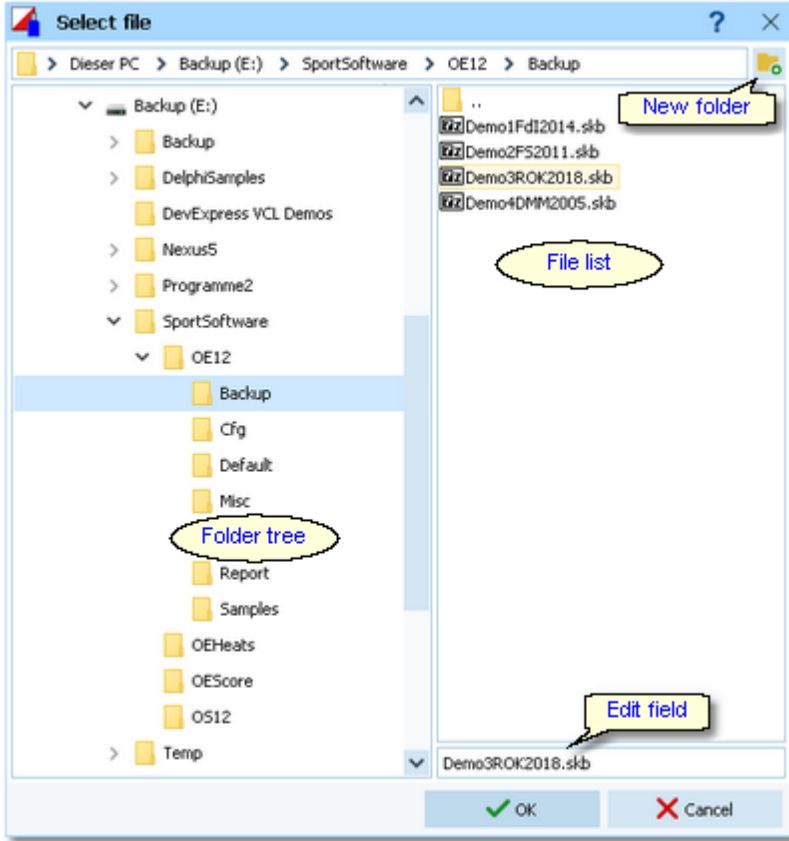 Select file
?
Dieser PC > Backup (E:) > SportSoftware > OE12 > Backup
New folder
Backup (E:)
Backup
DelphiSamples
DevExpress VCL Demos
Nexus5
Programme2
SportSoftware
OE12
Backup
Cfg
Default
Misc
Folder tree
Report
Samples
OEHeats
OEScore
OS12
Temp
..
Demo1FdI2014.skb
Demo2FS2011.skb
Demo3ROK2018.skb
Demo4DMM2005.skb
File list
Edit field
Demo3ROK2018.skb
OK
Cancel